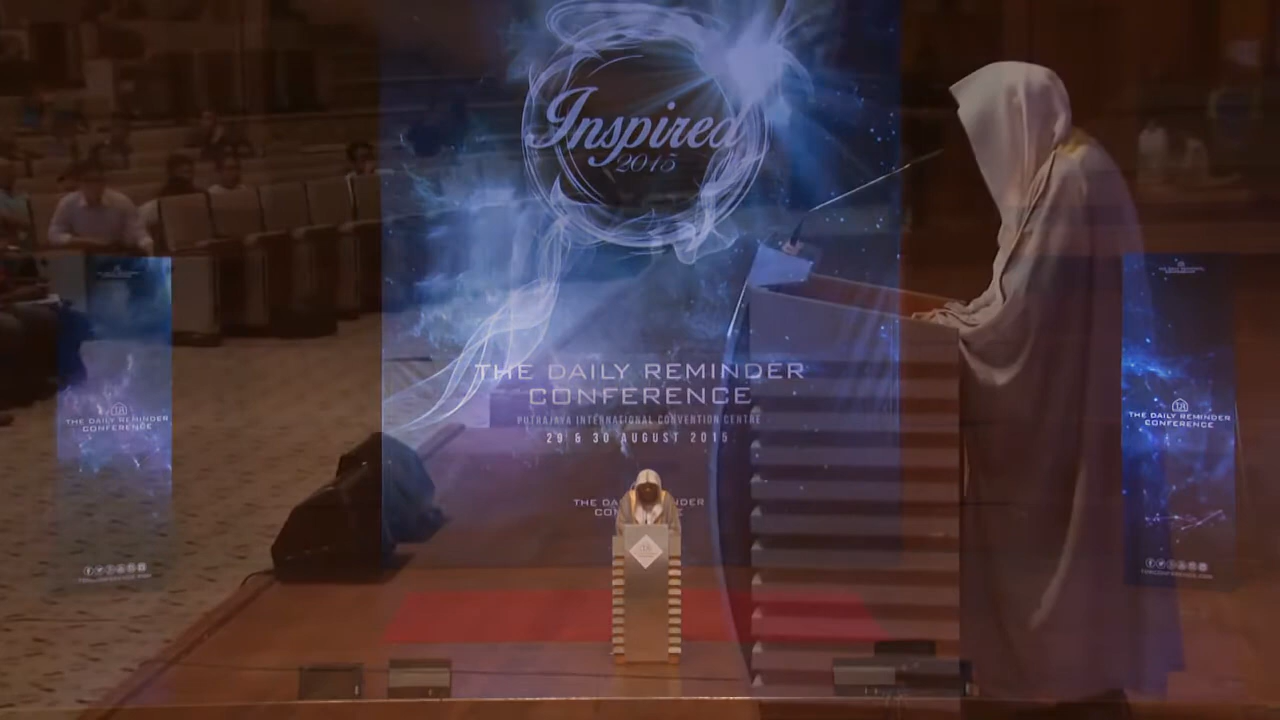 Inspired
2015
THE DAILY REMINDER
CONFERENCE
PUTRAJAYA INTERNATIONAL CONVENTION CENTRE
29 & 30 AUGUST 2015
THE DAILY REMINDER
CONFERENCE
THE DAILY REMINDER
CONFERENCE